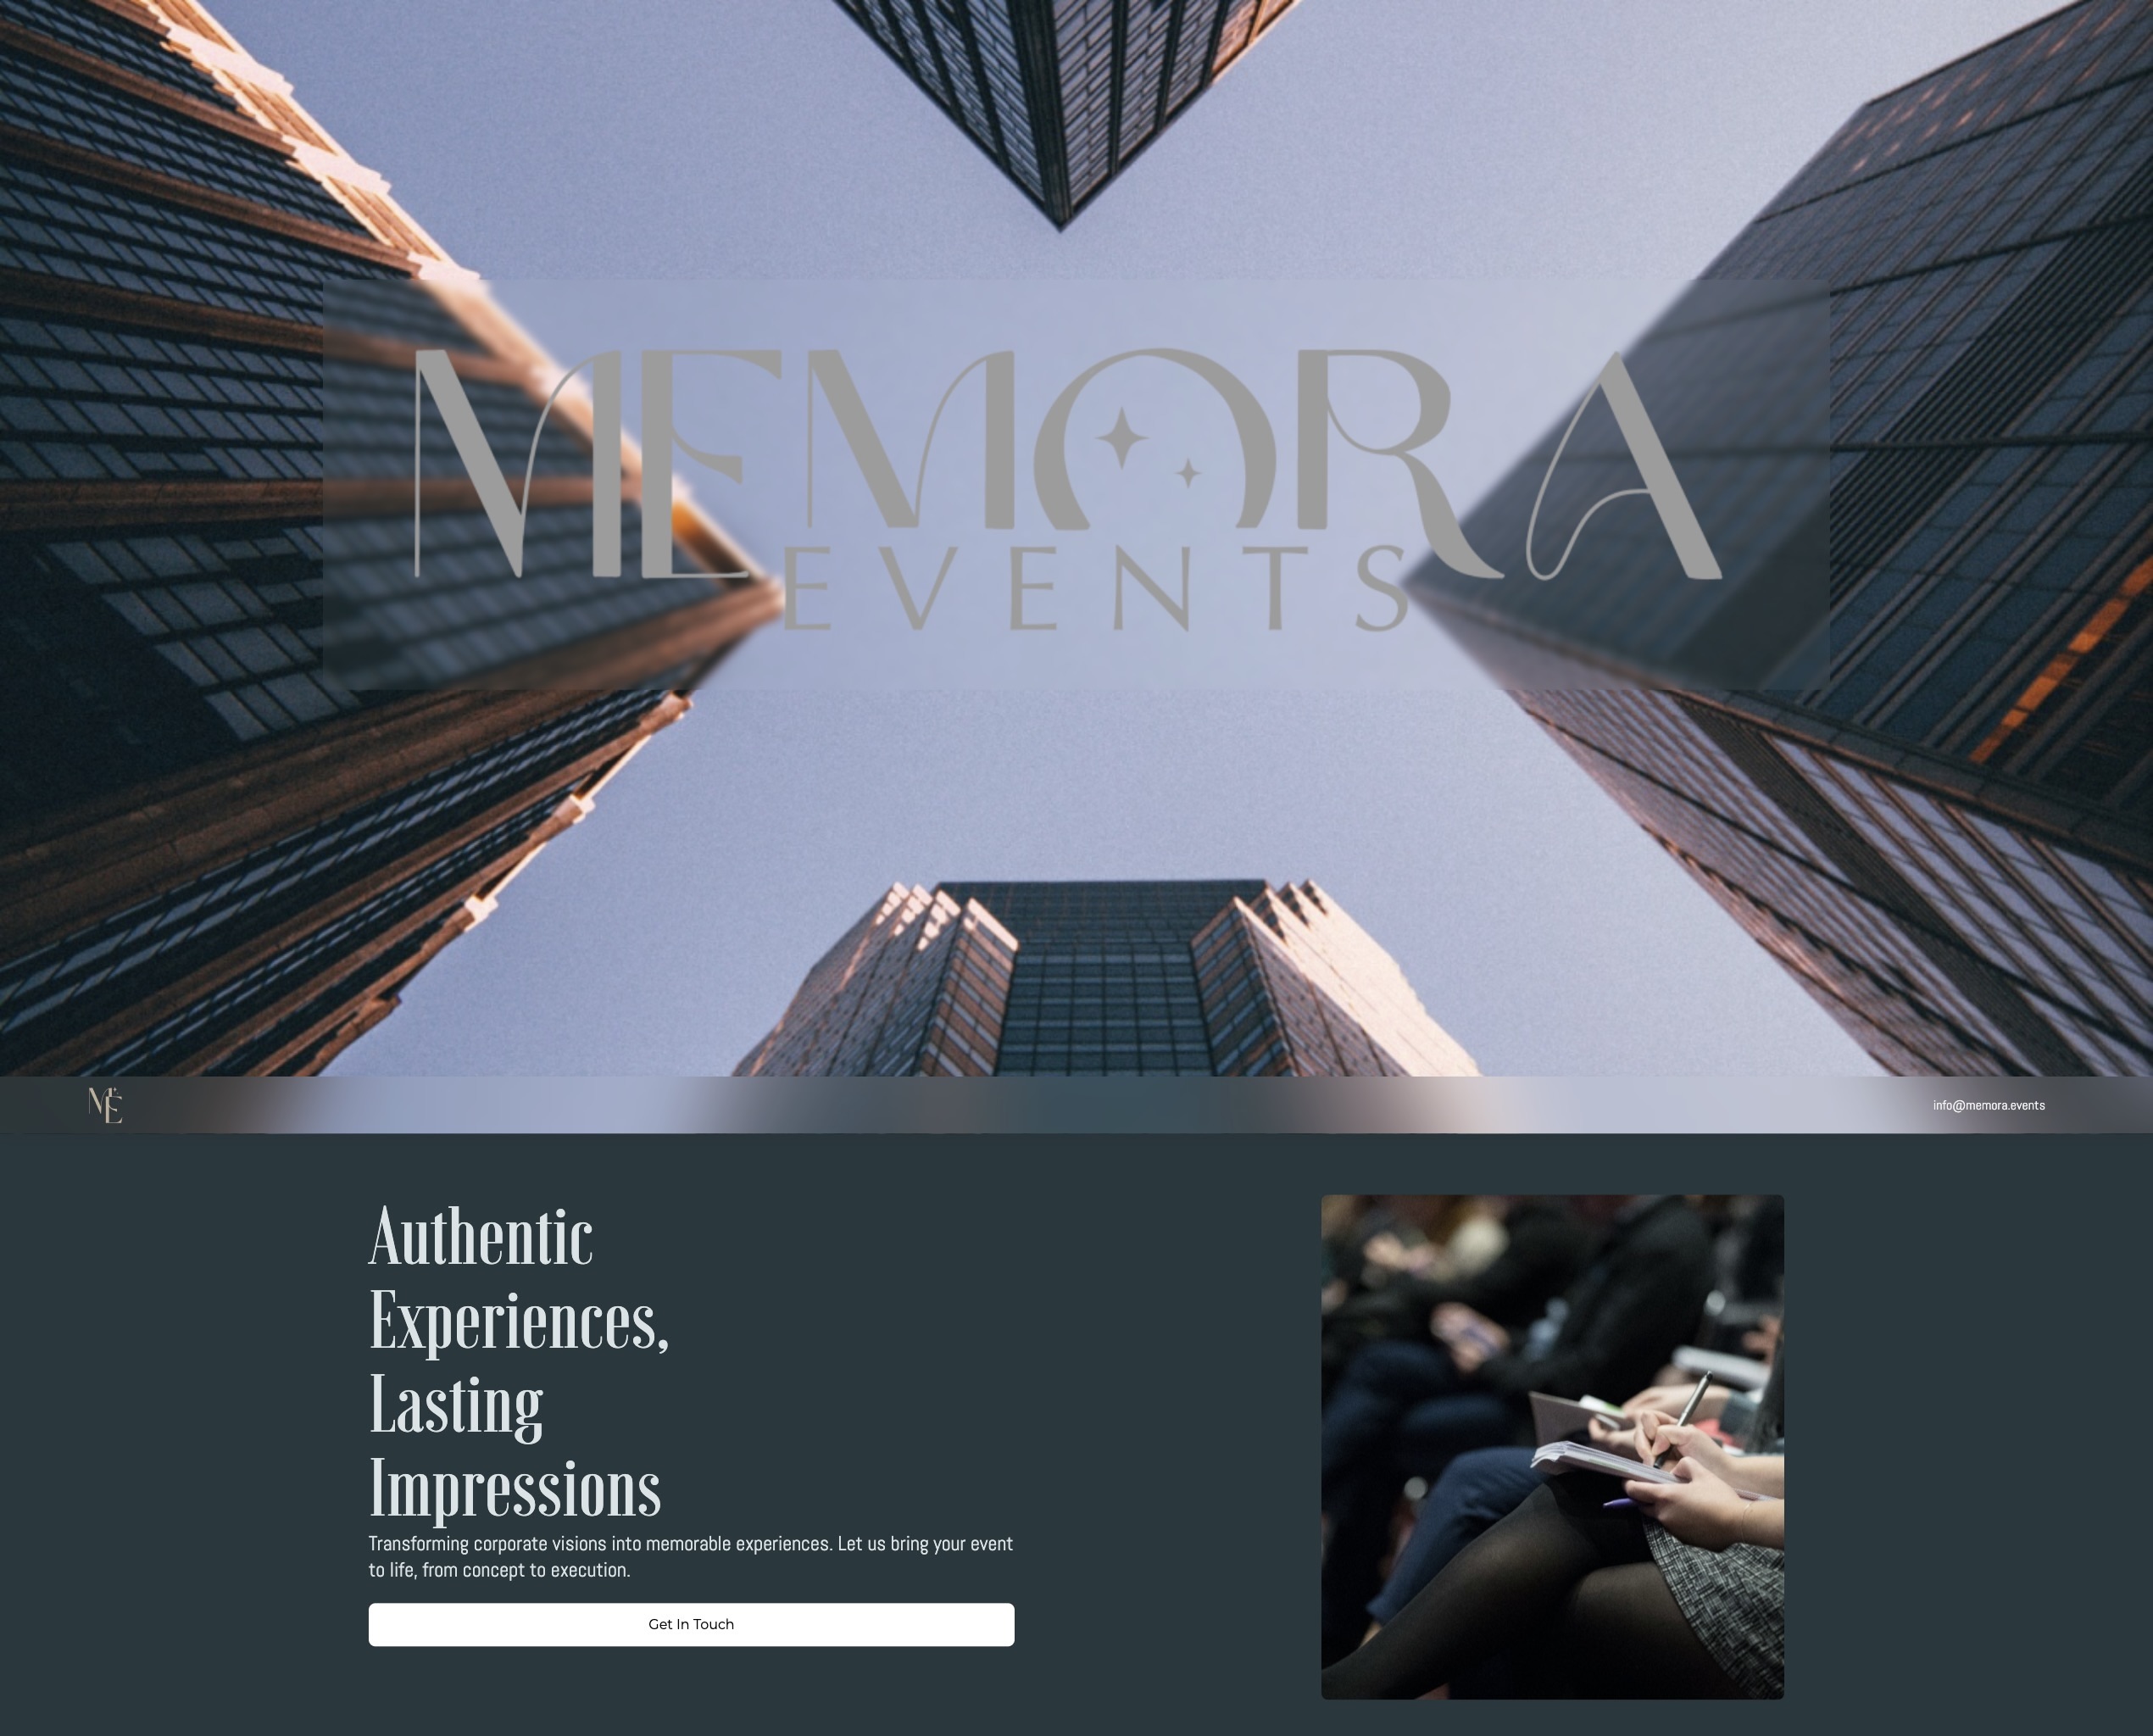 MEMORA
EVENTS
ME
info@memora.events
Authentic
Experiences,
Lasting
Impressions
Transforming corporate visions into memorable experiences. Let us bring your event
to life, from concept to execution.
Get In Touch